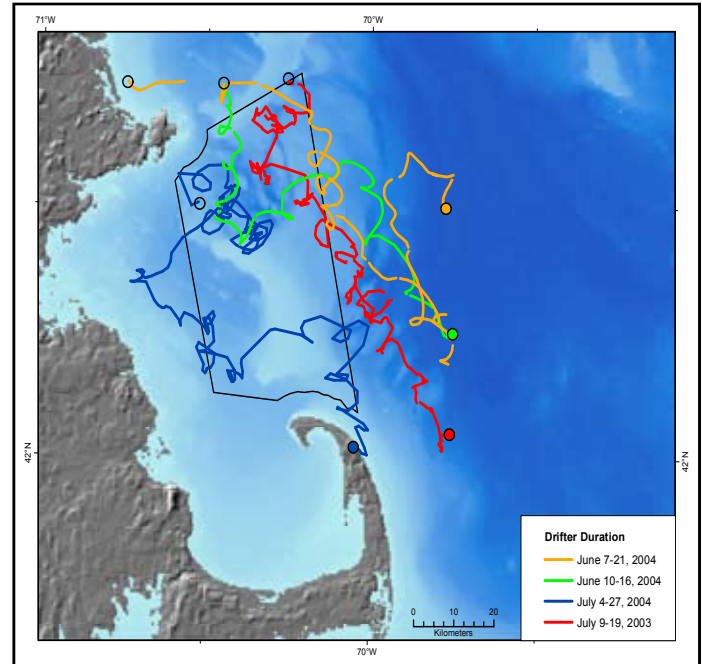 71°W
70°W
42°N
42°N
Drifter Duration
June 7-21, 2004
June 10-16, 2004
July 4-27, 2004
July 9-19, 2003
0 10 20
Kilometers
70°W